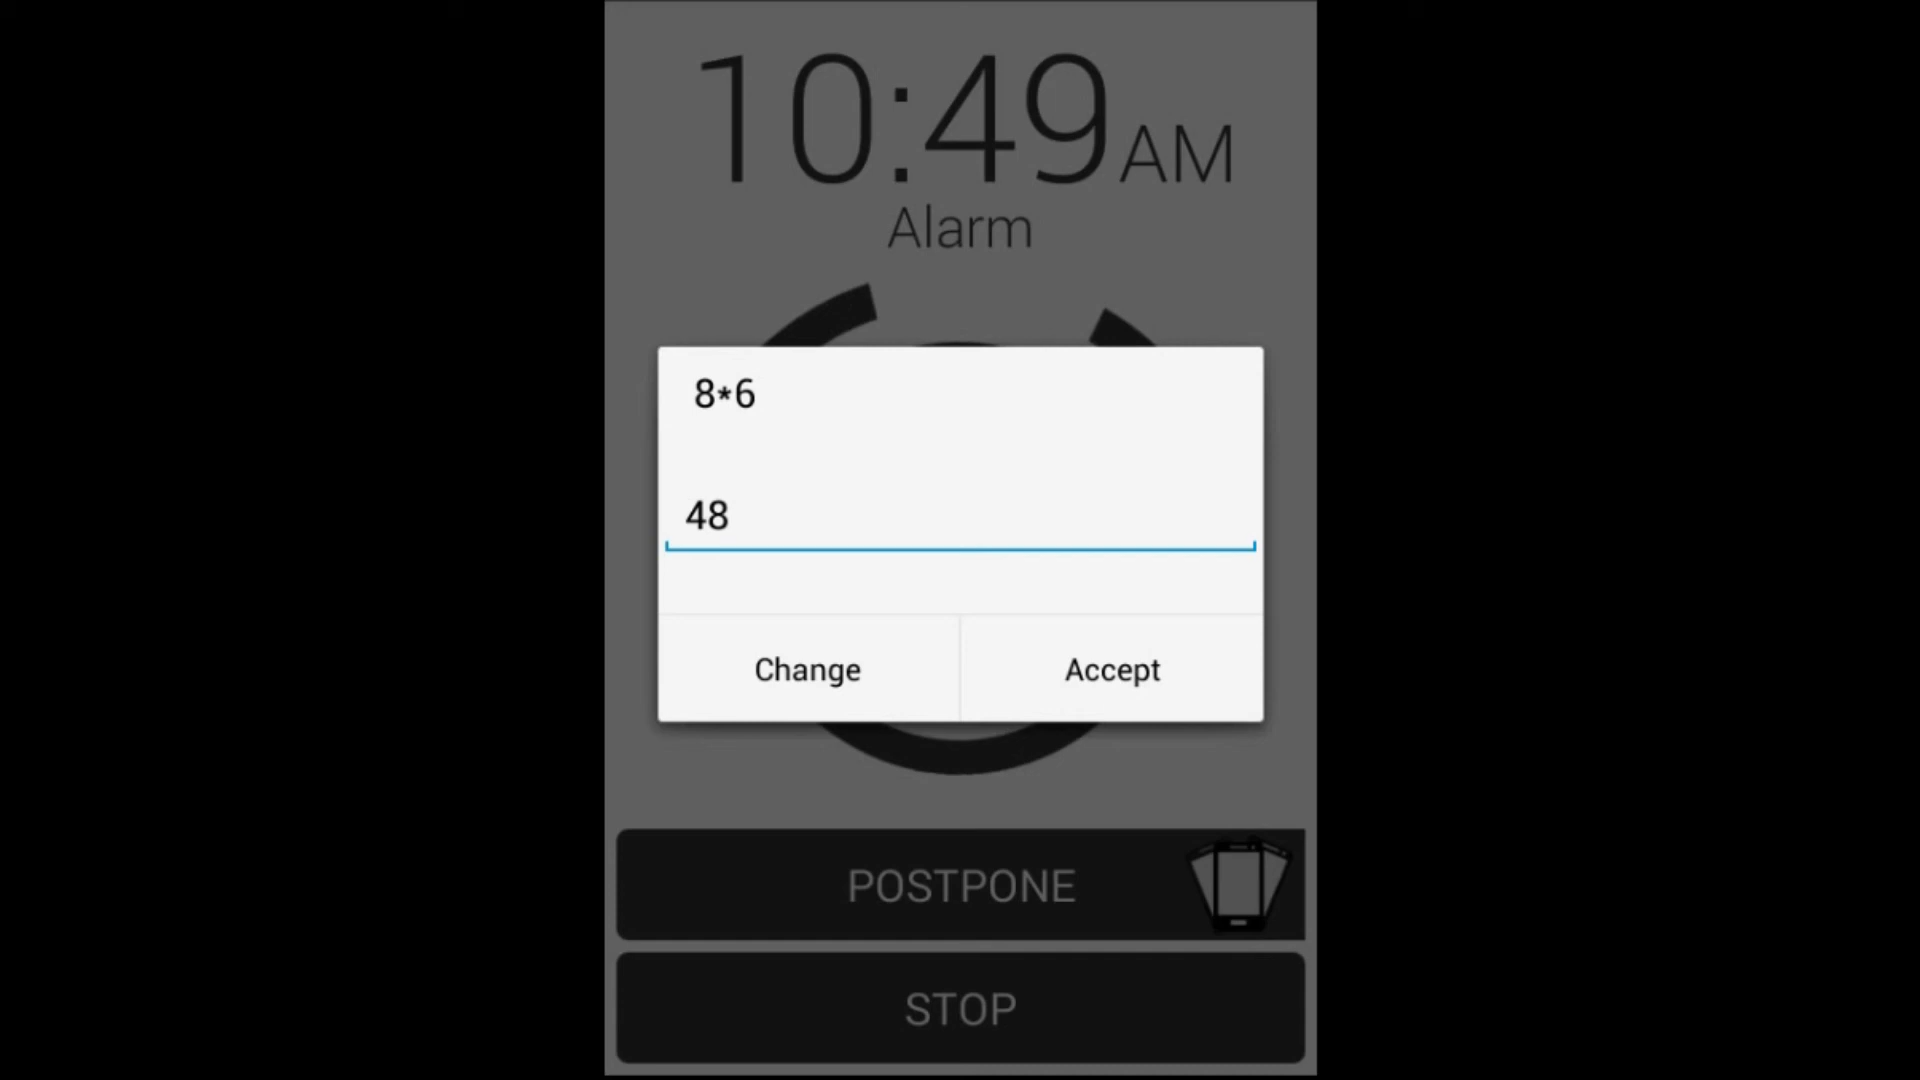 10:49AM
Alarm
8*6
48
Change
Accept
POSTPONE
STOP